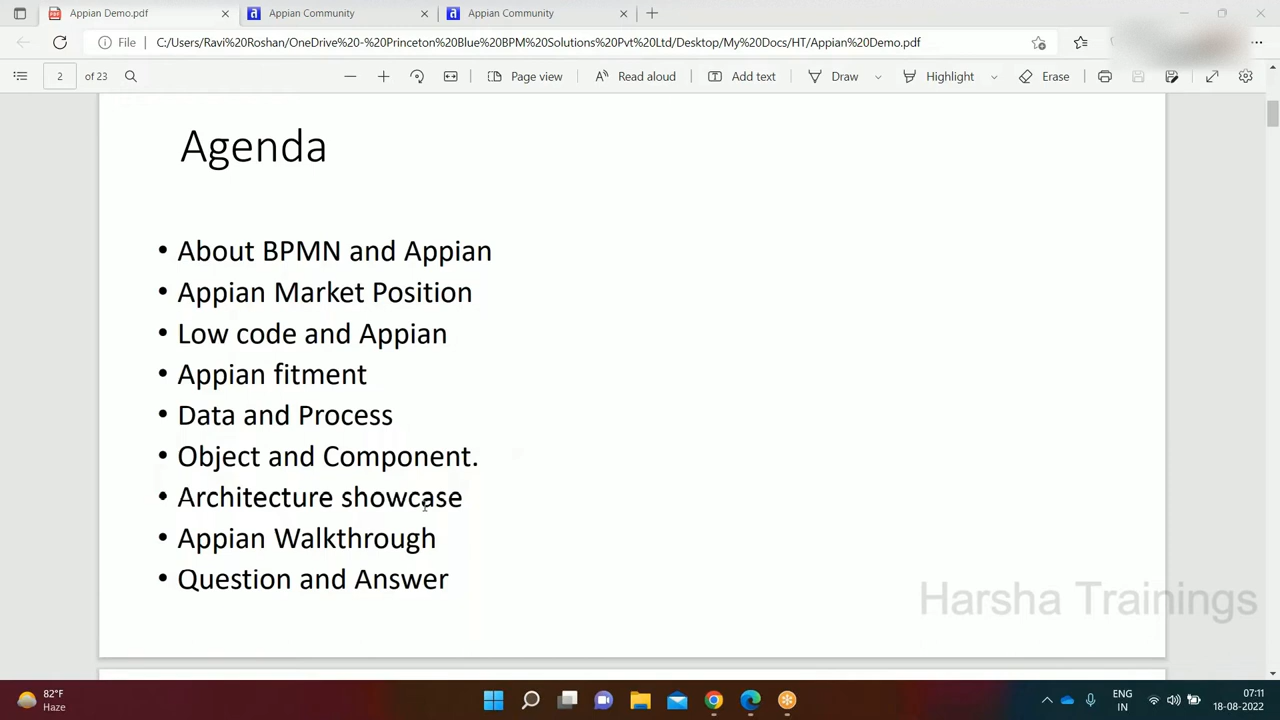 Appian Demo.pdf
Appian Community
Appian Community
File
C:/Users/Ravi%20Roshan/OneDrive%20-%20Princeton%20Blue%20BPM%20Solutions%20Pvt%20Ltd/Desktop/My%20Docs/HT/Appian%20Demo.pdf
2 of 23
Page view
Read aloud
Add text
Draw
Highlight
Erase
Agenda
• About BPMN and Appian
• Appian Market Position
• Low code and Appian
• Appian fitment
• Data and Process
• Object and Component.
• Architecture showcase
• Appian Walkthrough
• Question and Answer
Harsha Trainings
82°F
Haze
ENG
IN
07:11
18-08-2022